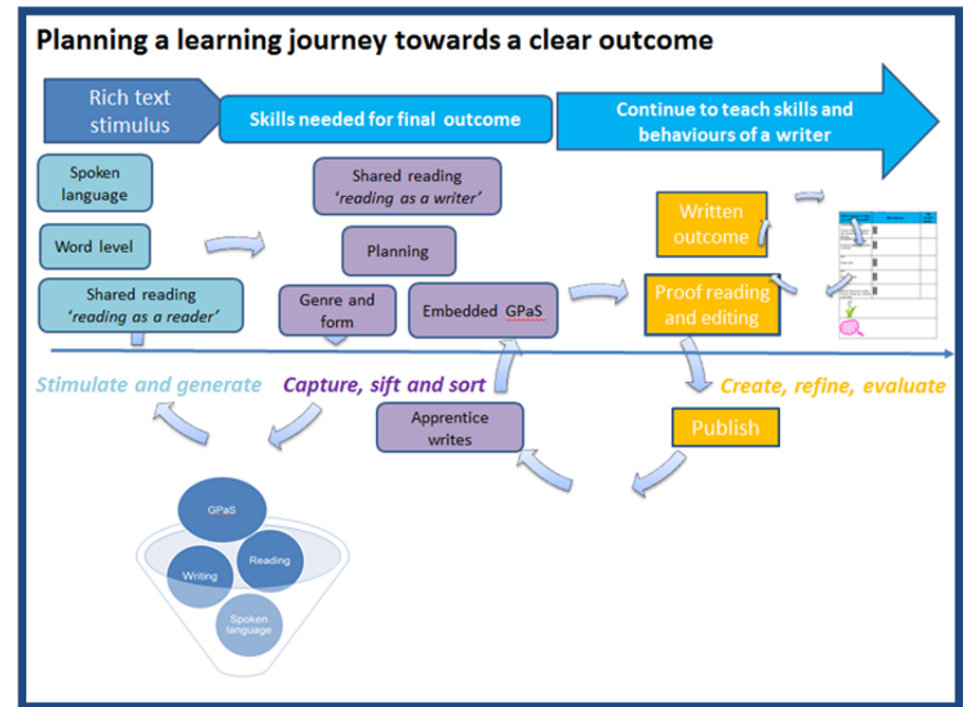 Planning a learning journey towards a clear outcome
Rich text
stimulus
Skills needed for final outcome
Continue to teach skills and
behaviours of a writer
Spoken
language
Word level
Shared reading
'reading as a reader'
Shared reading
'reading as a writer'
Planning
Genre and
form
Embedded GPaS
Written
outcome
Proof reading
and editing
Stimulate and generate
Capture, sift and sort
Create, refine, evaluate
Apprentice
writes
Publish
GPaS
Reading
Writing
Spoken
language